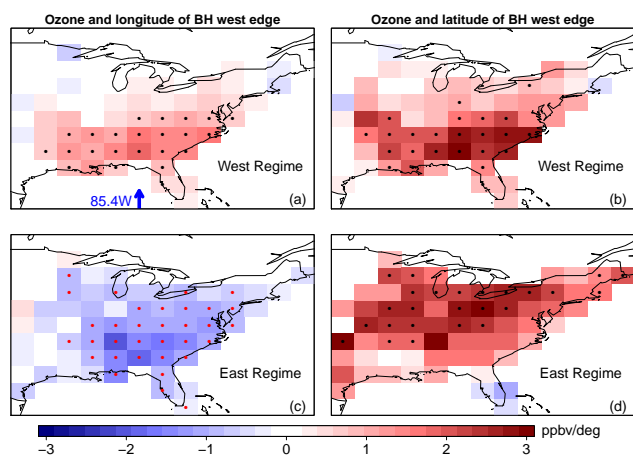 Ozone and longitude of BH west edge
Ozone and latitude of BH west edge
West Regime
(a)
85.4W
West Regime
(b)
East Regime
(c)
East Regime
(d)
−3 −2 −1 0 1 2 3 ppbv/deg